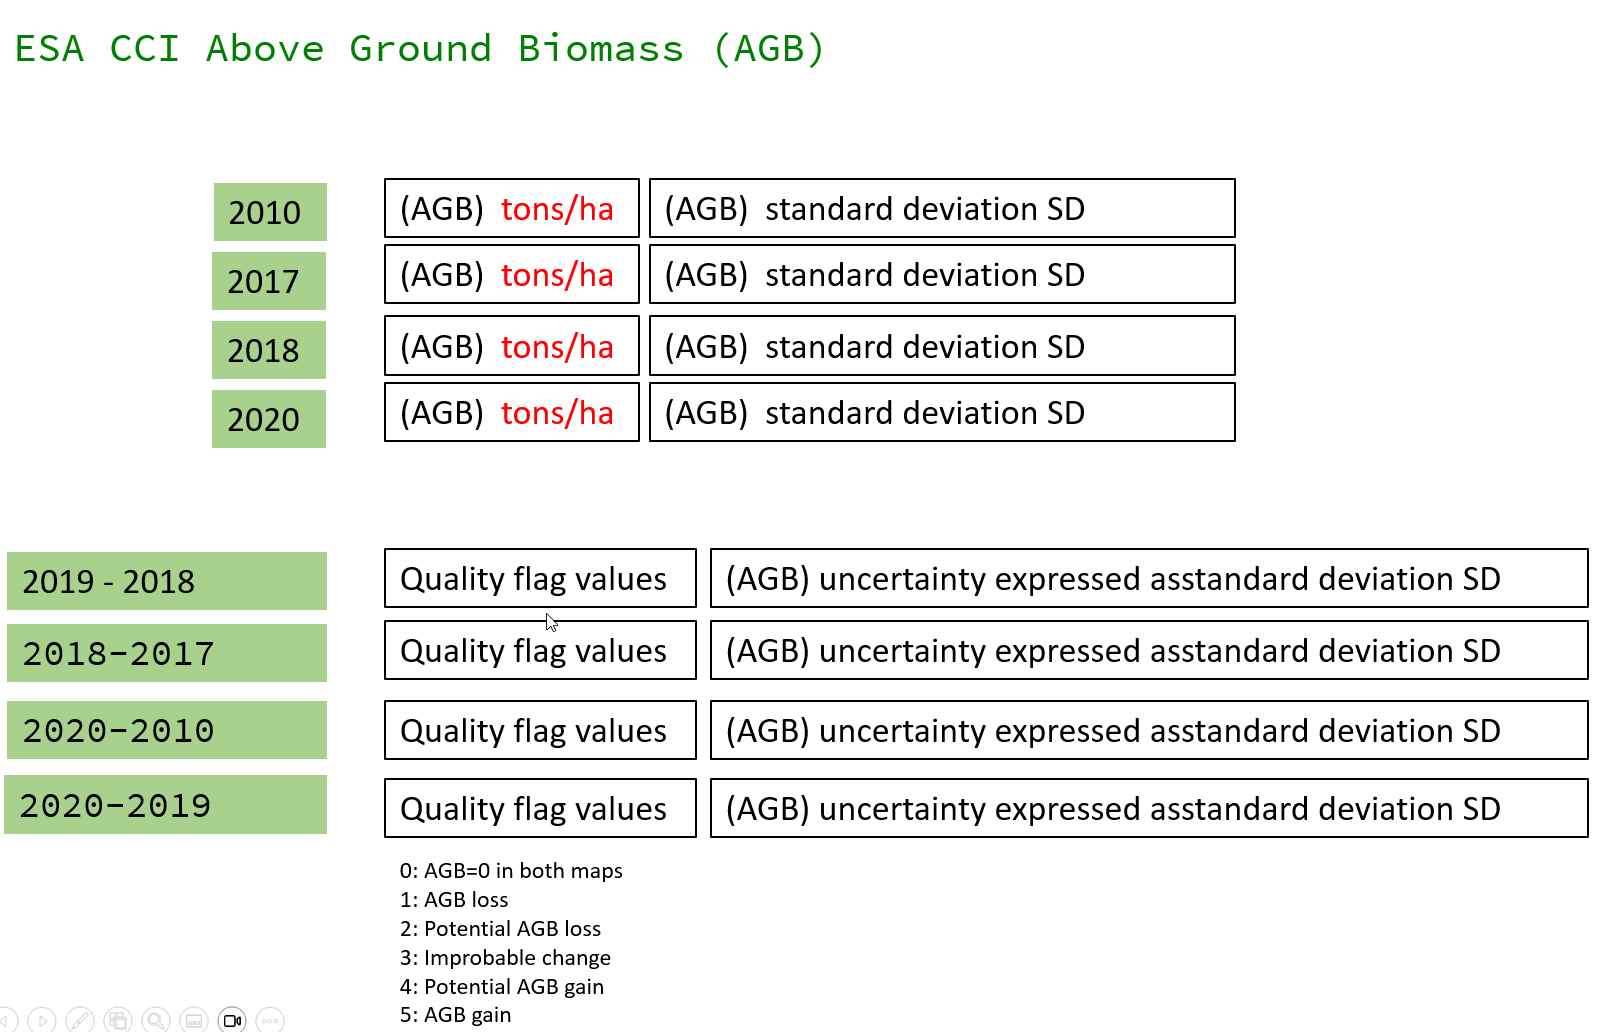 ESA CCI Above Ground Biomass (AGB)
2010 (AGB) tons/ha (AGB) standard deviation SD
2017 (AGB) tons/ha (AGB) standard deviation SD
2018 (AGB) tons/ha (AGB) standard deviation SD
2020 (AGB) tons/ha (AGB) standard deviation SD
2019 - 2018 Quality flag values (AGB) uncertainty expressed asstandard deviation SD
2018-2017 Quality flag values (AGB) uncertainty expressed asstandard deviation SD
2020-2010 Quality flag values (AGB) uncertainty expressed asstandard deviation SD
2020-2019 Quality flag values (AGB) uncertainty expressed asstandard deviation SD
0: AGB=0 in both maps
1: AGB loss
2: Potential AGB loss
3: Improbable change
4: Potential AGB gain
5: AGB gain